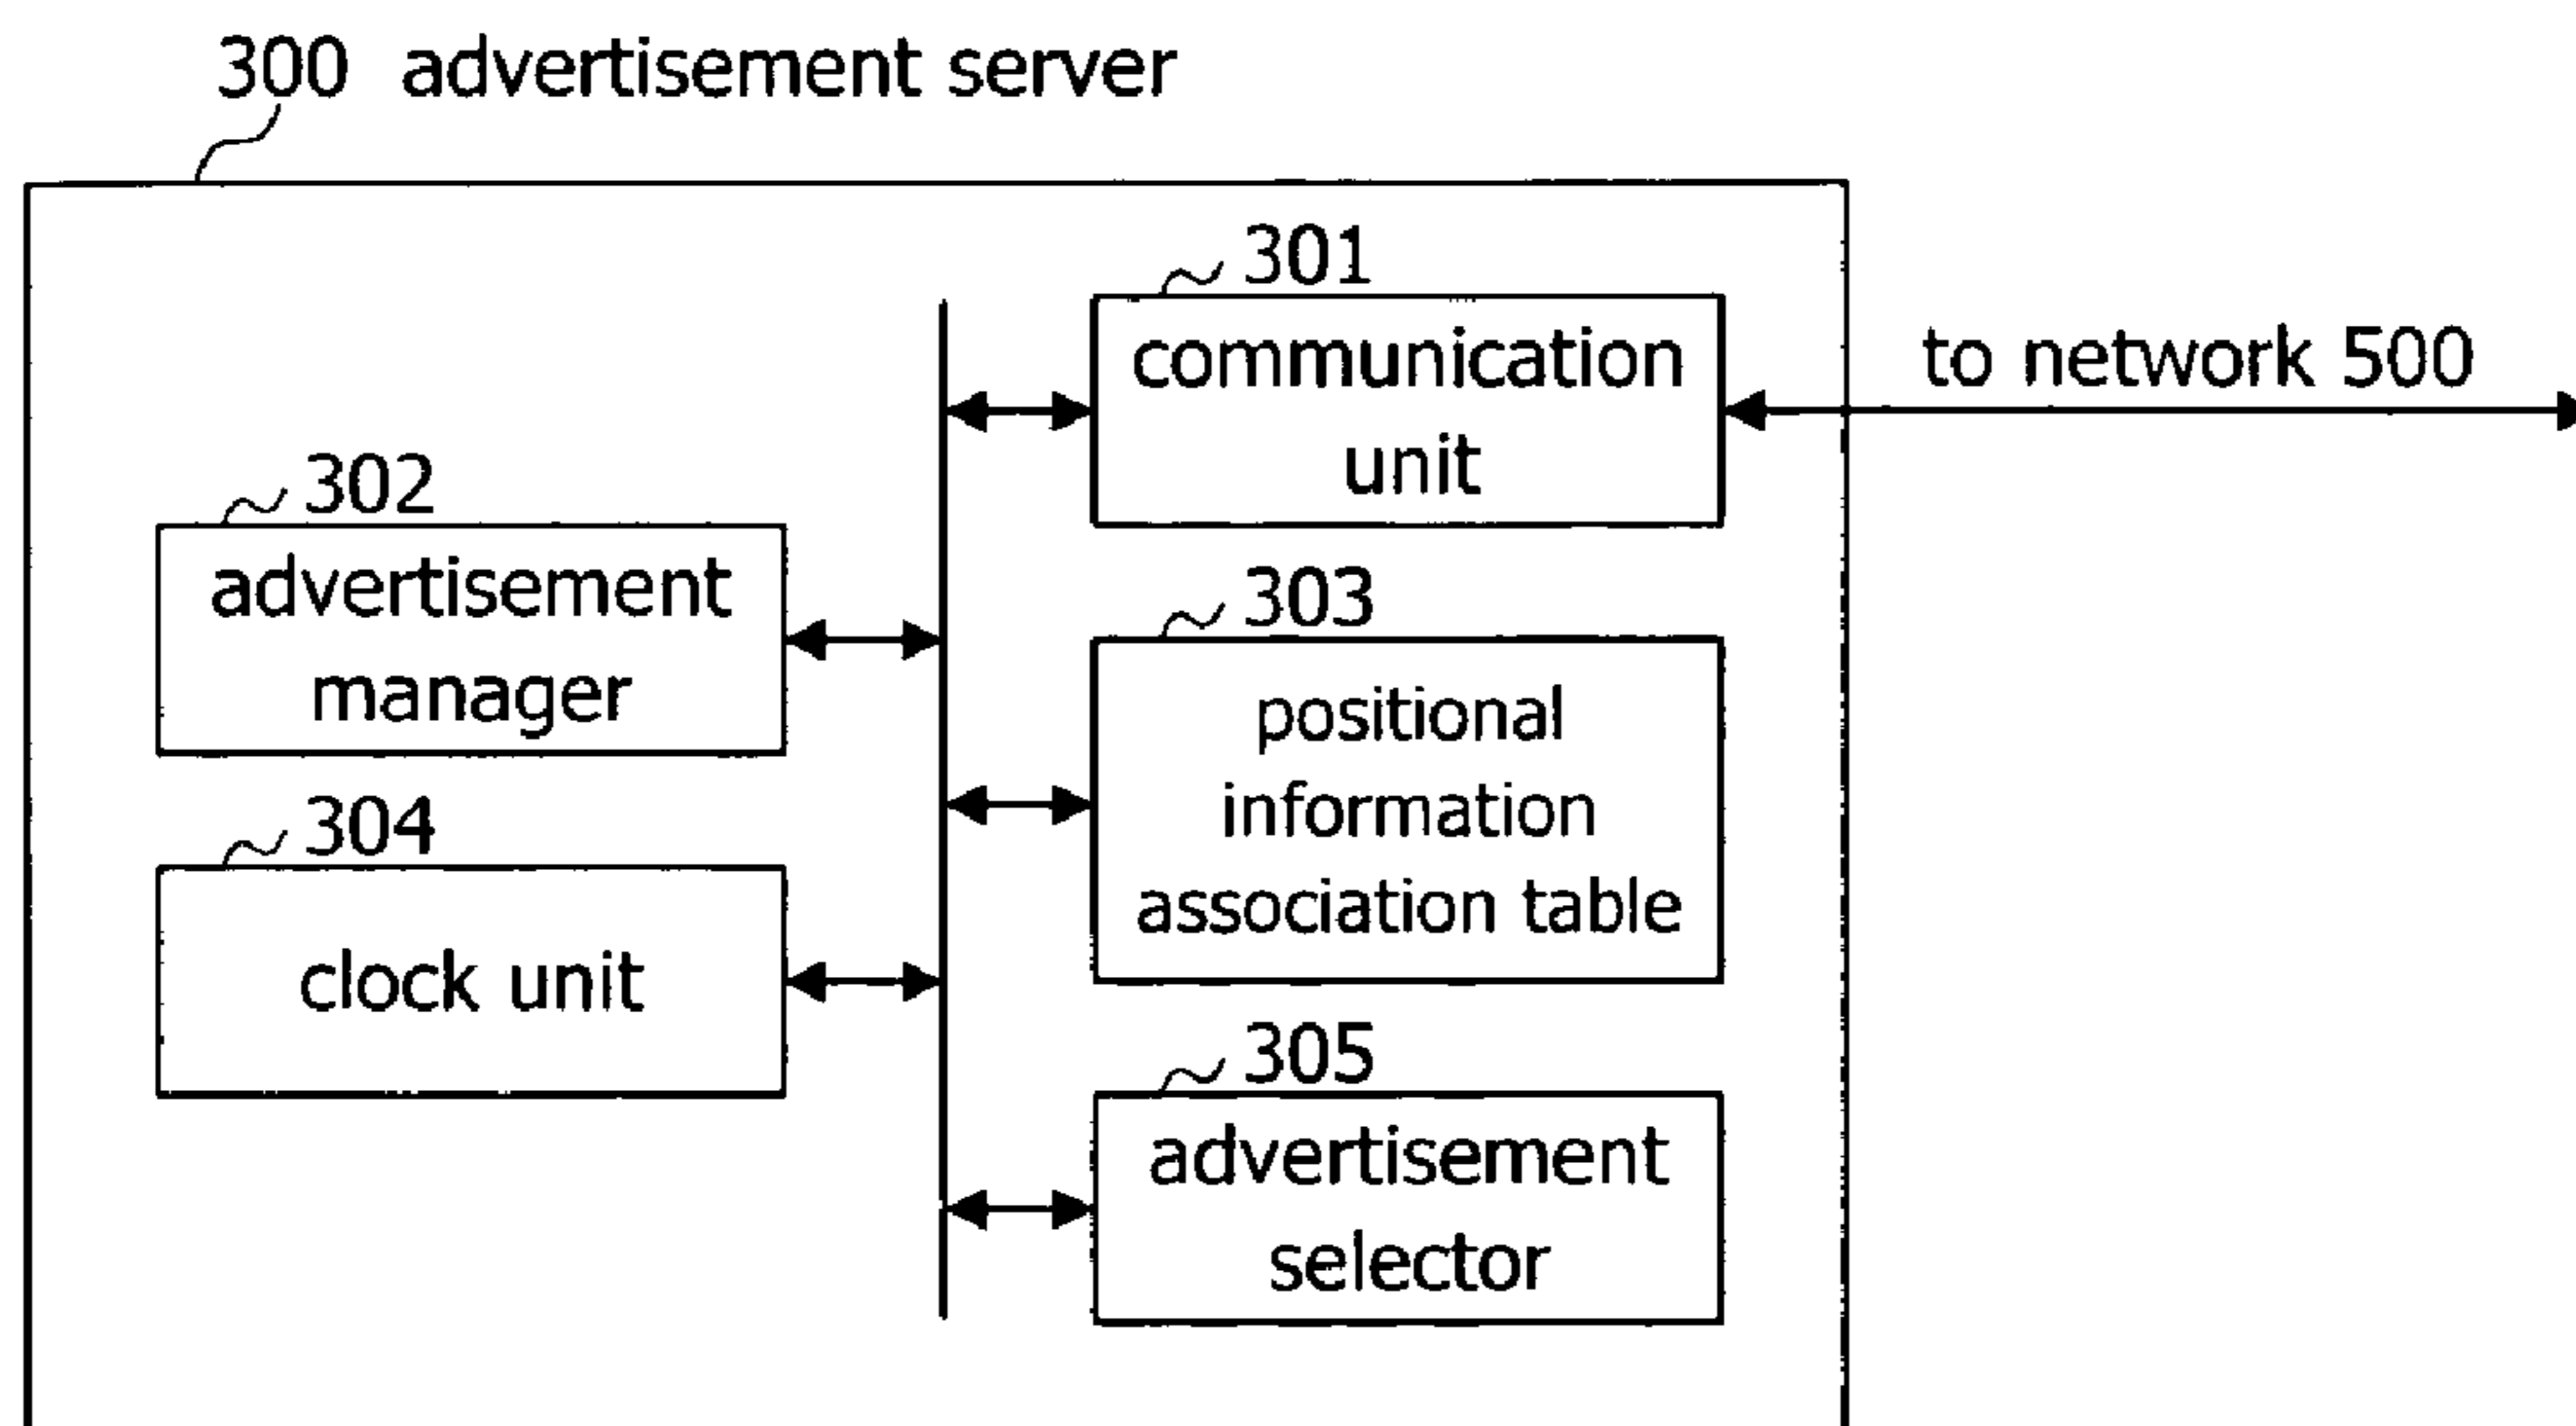 300 advertisement server
301
communication
unit
to network 500
302
advertisement
manager
303
positional
information
association table
304
clock unit
305
advertisement
selector